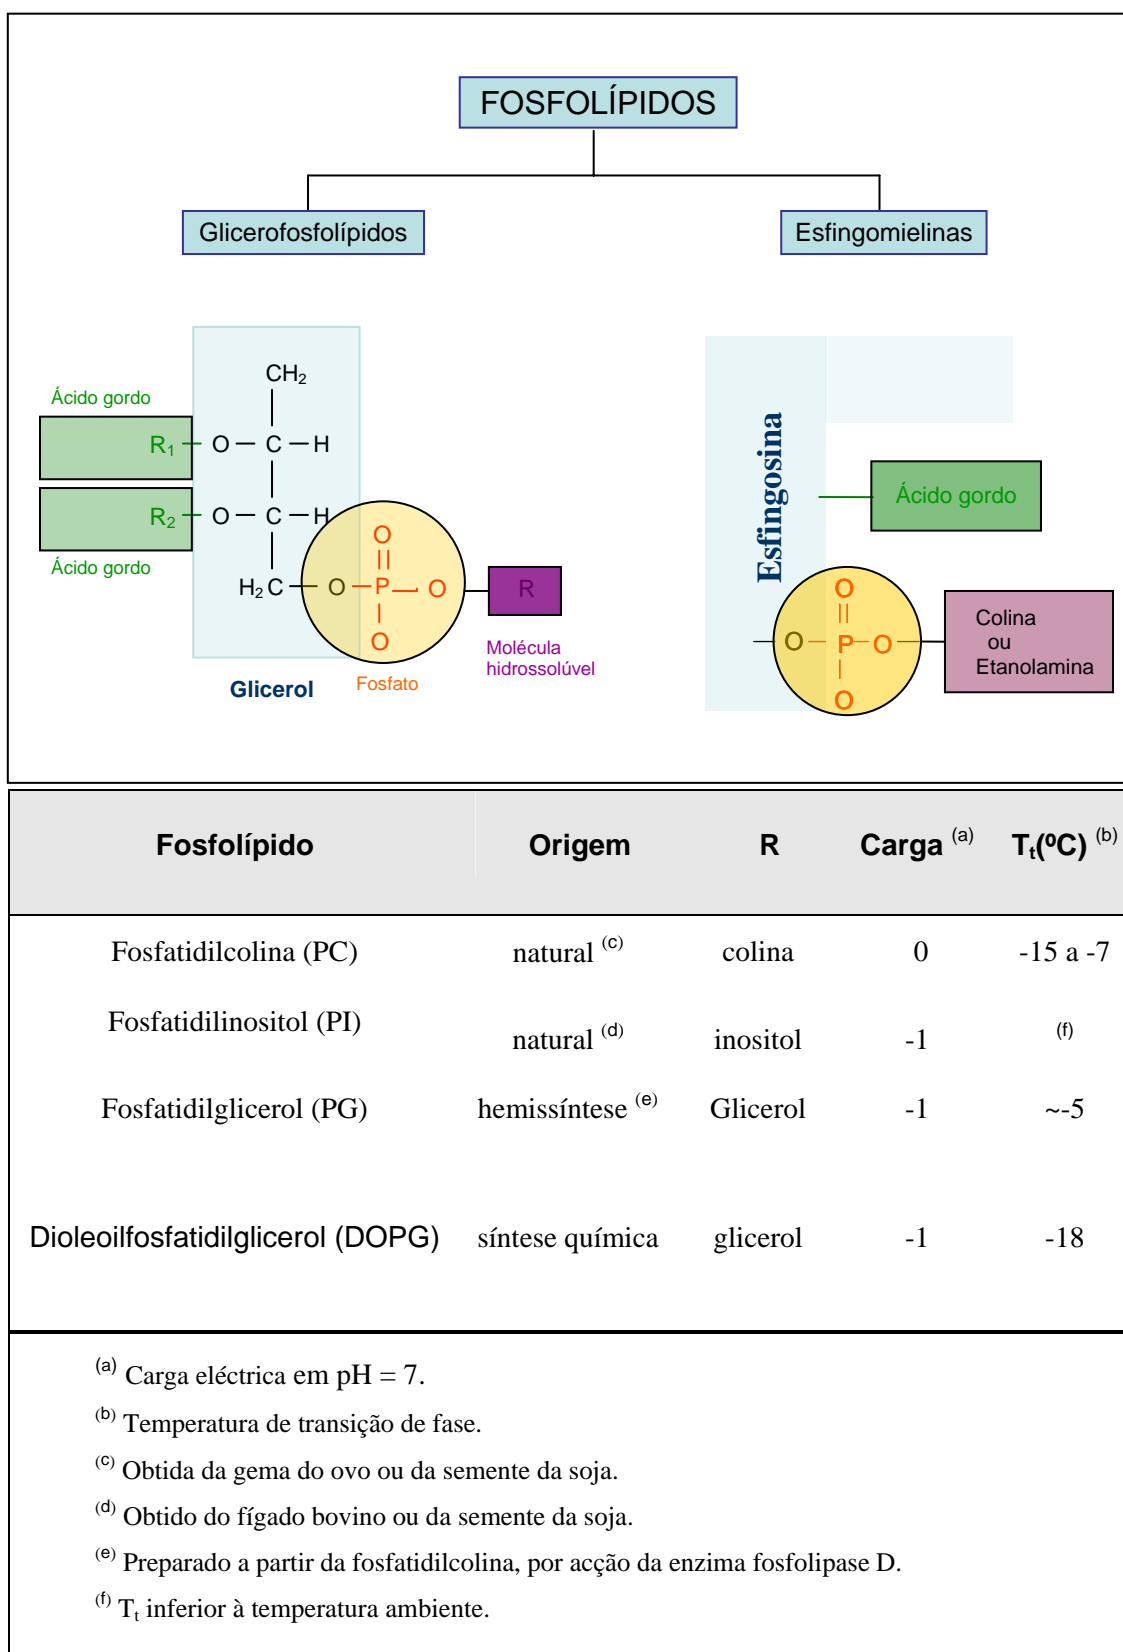 FOSFOLÍPIDOS
Glicerofosfolípidos
Esfingomielinas
CH₂
Ácido gordo
R₁ O C H
R₂ O C H
Ácido gordo
H₂C O P O
O
O
R
Glicerol
Fosfato
Molécula
hidrossolúvel
Esfingosina
Ácido gordo
O
O P O
O
Colina
ou
Etanolamina
Fosfolípido Origem R Carga ⁽ᵃ⁾ Tₜ(ºC) ⁽ᵇ⁾
Fosfatidilcolina (PC) natural ⁽ᶜ⁾ colina 0 -15 a -7
Fosfatidilinositol (PI) natural ⁽ᵈ⁾ inositol -1 ⁽ᶠ⁾
Fosfatidilglicerol (PG) hemissíntese ⁽ᵉ⁾ Glicerol -1 ~-5
Dioleoilfosfatidilglicerol (DOPG) síntese química glicerol -1 -18
⁽ᵃ⁾ Carga eléctrica em pH = 7.
⁽ᵇ⁾ Temperatura de transição de fase.
⁽ᶜ⁾ Obtida da gema do ovo ou da semente da soja.
⁽ᵈ⁾ Obtido do fígado bovino ou da semente da soja.
⁽ᵉ⁾ Preparado a partir da fosfatidilcolina, por acção da enzima fosfolipase D.
⁽ᶠ⁾ Tₜ inferior à temperatura ambiente.